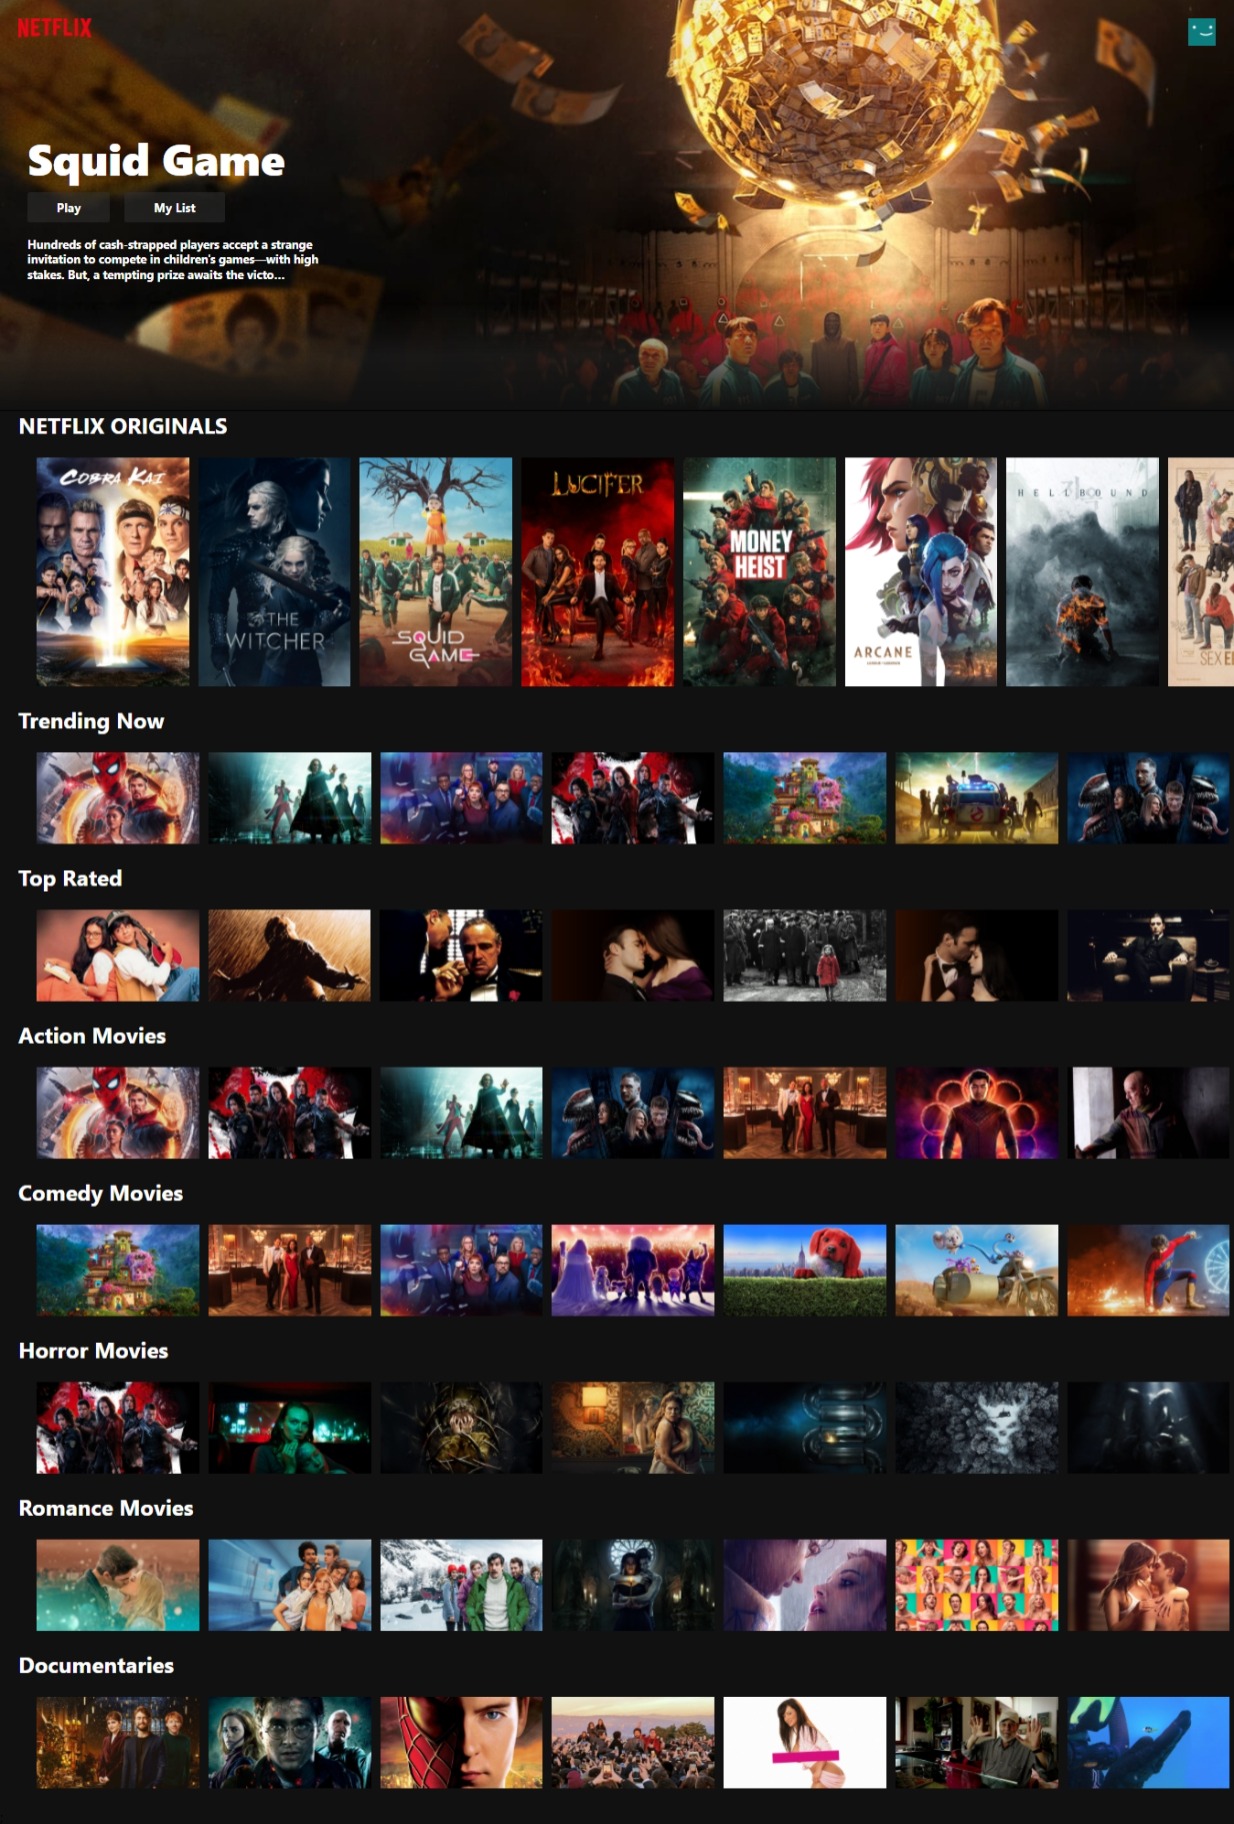 NETFLIX
Squid Game
Play
My List
Hundreds of cash-strapped players accept a strange
invitation to compete in children's games—with high
stakes. But, a tempting prize awaits the victo...
NETFLIX ORIGINALS
COBRA KAI
THE
WITCHER
SQUID
GAME
LUCIFER
MONEY
HEIST
ARCANE
HELLBOUND
SEX E
Trending Now
Top Rated
Action Movies
Comedy Movies
Horror Movies
Romance Movies
Documentaries